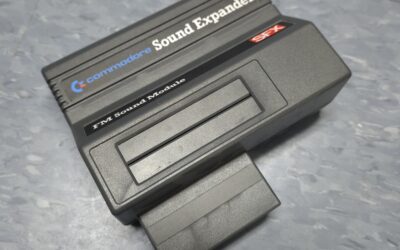 commodore Sound Expander
SFX
FM Sound Module